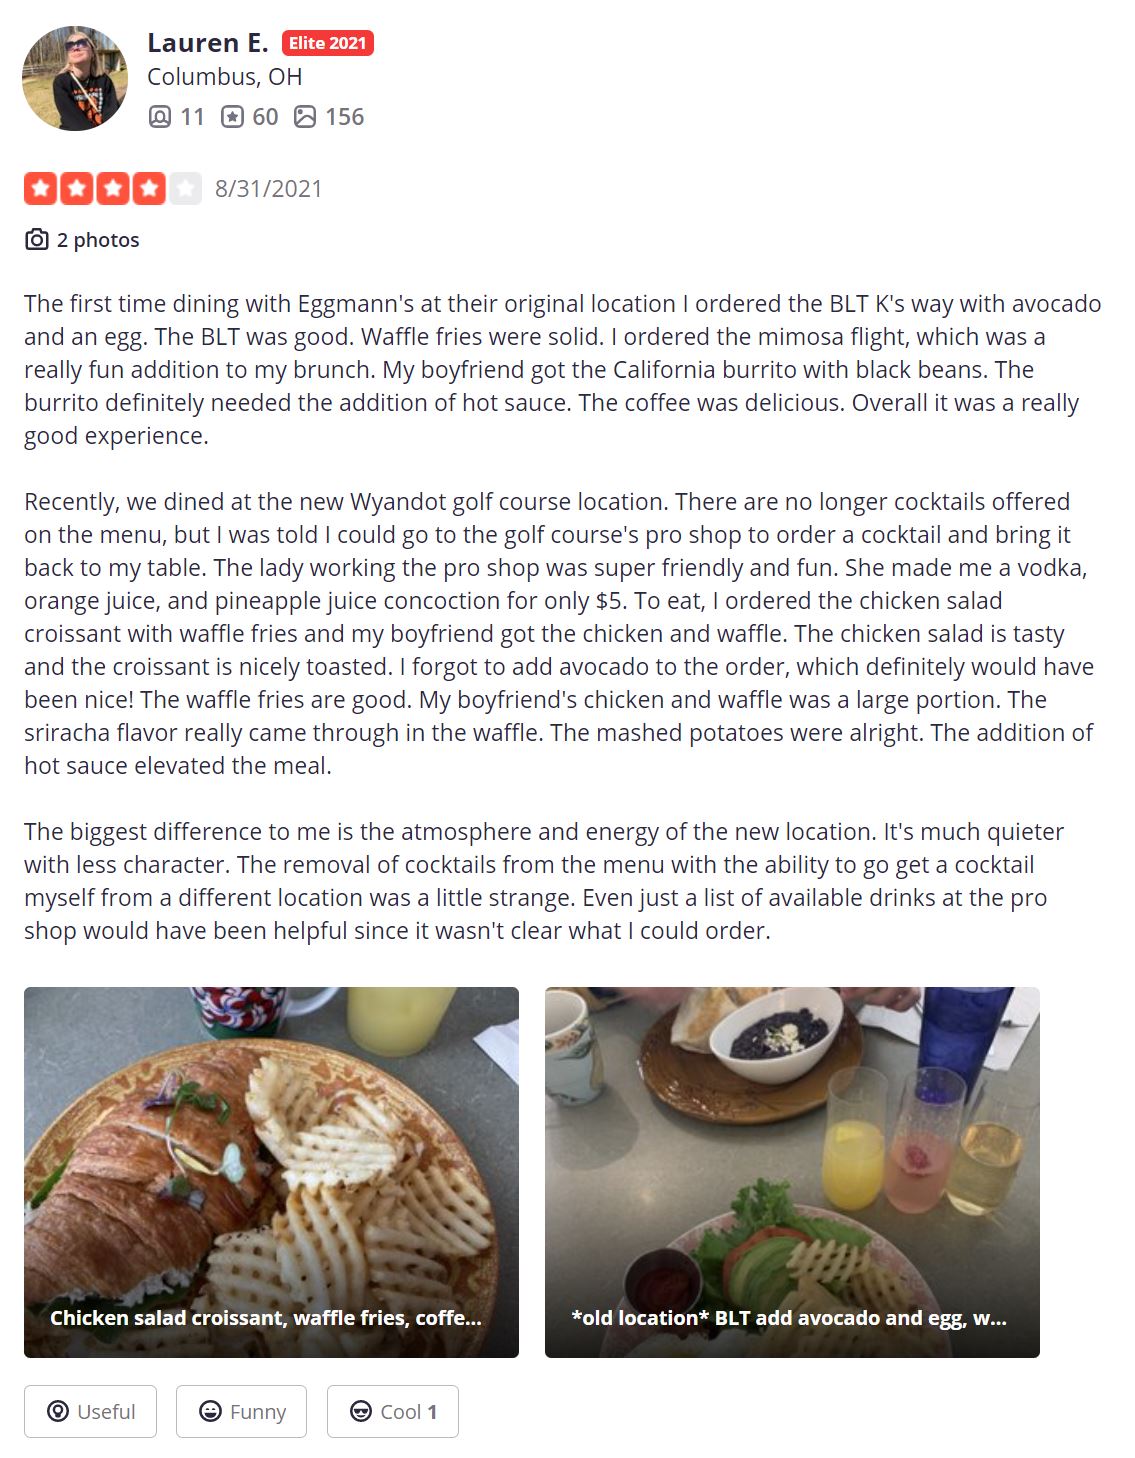 Lauren E. Elite 2021
Columbus, OH
11 60 156
8/31/2021
2 photos
The first time dining with Eggmann's at their original location I ordered the BLT K's way with avocado
and an egg. The BLT was good. Waffle fries were solid. I ordered the mimosa flight, which was a
really fun addition to my brunch. My boyfriend got the California burrito with black beans. The
burrito definitely needed the addition of hot sauce. The coffee was delicious. Overall it was a really
good experience.
Recently, we dined at the new Wyandot golf course location. There are no longer cocktails offered
on the menu, but I was told I could go to the golf course's pro shop to order a cocktail and bring it
back to my table. The lady working the pro shop was super friendly and fun. She made me a vodka,
orange juice, and pineapple juice concoction for only $5. To eat, I ordered the chicken salad
croissant with waffle fries and my boyfriend got the chicken and waffle. The chicken salad is tasty
and the croissant is nicely toasted. I forgot to add avocado to the order, which definitely would have
been nice! The waffle fries are good. My boyfriend's chicken and waffle was a large portion. The
sriracha flavor really came through in the waffle. The mashed potatoes were alright. The addition of
hot sauce elevated the meal.
The biggest difference to me is the atmosphere and energy of the new location. It's much quieter
with less character. The removal of cocktails from the menu with the ability to go get a cocktail
myself from a different location was a little strange. Even just a list of available drinks at the pro
shop would have been helpful since it wasn't clear what I could order.
Chicken salad croissant, waffle fries, coffe...
*old location* BLT add avocado and egg, w...
Useful
Funny
Cool 1